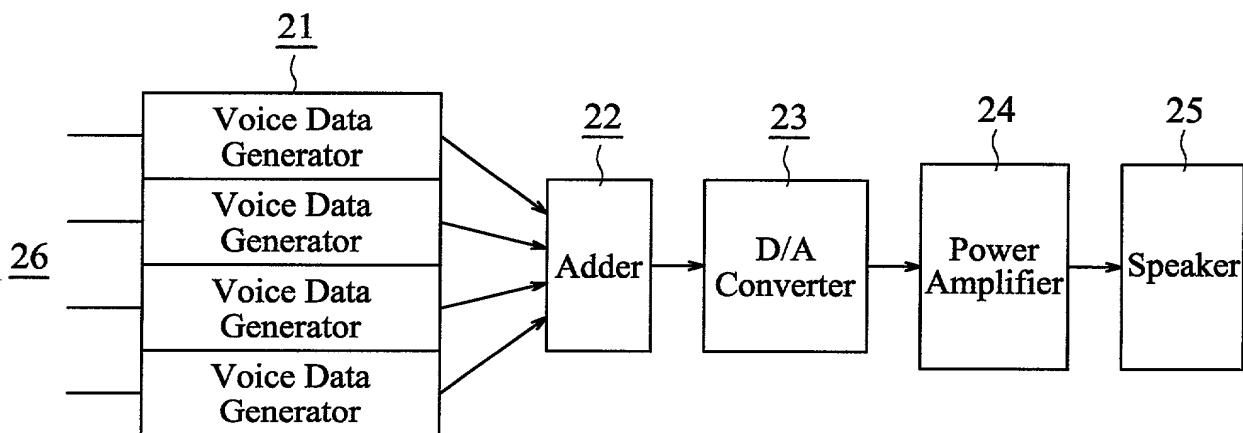 21
Voice Data
Generator
Voice Data
Generator
Voice Data
Generator
Voice Data
Generator
26
22
Adder
23
D/A
Converter
24
Power
Amplifier
25
Speaker